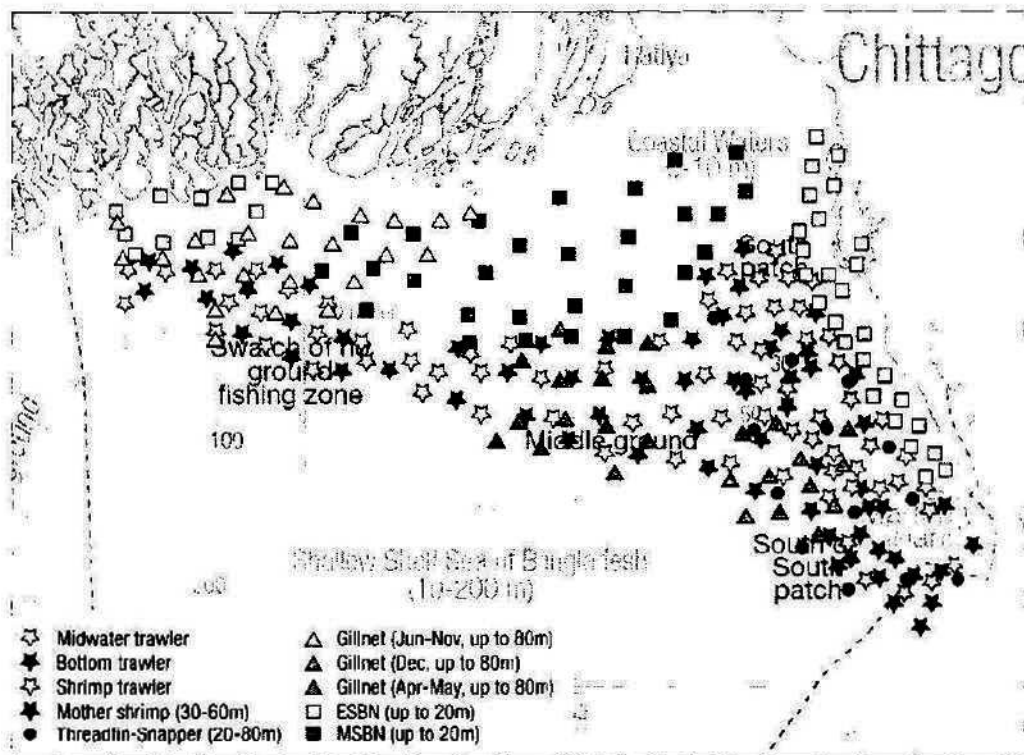 Hatiya
Chittago
Coastal Waters
South
patch
Swatch of no
ground
fishing zone
100
Middle ground
South of
South
patch
Shallow Shelf Sea of Bangladesh
(10-200 m)
Midwater trawler
Bottom trawler
Shrimp trawler
Mother shrimp (30-60m)
Threadfin-Snapper (20-80m)
Gillnet (Jun-Nov, up to 80m)
Gillnet (Dec, up to 80m)
Gillnet (Apr-May, up to 80m)
ESBN (up to 20m)
MSBN (up to 20m)